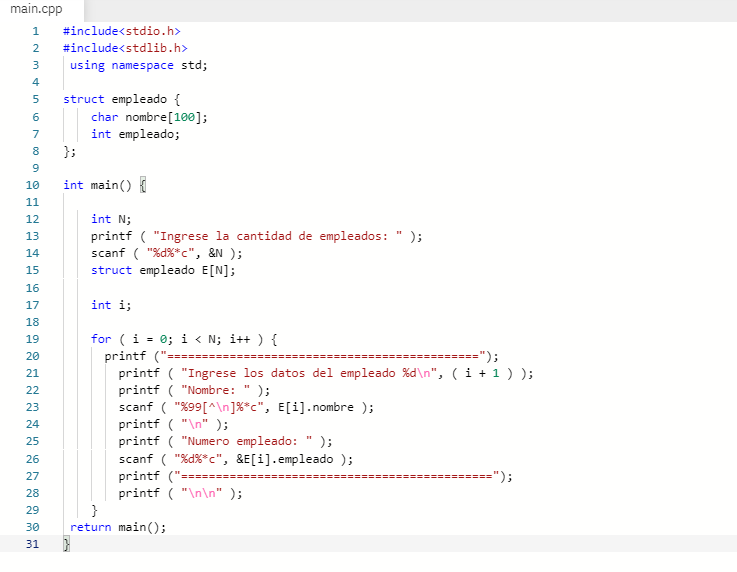 main.cpp
1 #include<stdio.h>
2 #include<stdlib.h>
3 using namespace std;
4
5 struct empleado {
6 char nombre[100];
7 int empleado;
8 };
9
10 int main() {
11
12 int N;
13 printf ( "Ingrese la cantidad de empleados: " );
14 scanf ( "%d%*c", &N );
15 struct empleado E[N];
16
17 int i;
18
19 for ( i = 0; i < N; i++ ) {
20 printf ("=============================================");
21 printf ( "Ingrese los datos del empleado %d\n", ( i + 1 ) );
22 printf ( "Nombre: " );
23 scanf ( "%99[^\n]%*c", E[i].nombre );
24 printf ( "\n" );
25 printf ( "Numero empleado: " );
26 scanf ( "%d%*c", &E[i].empleado );
27 printf ("=============================================");
28 printf ( "\n\n" );
29 }
30 return main();
31 }